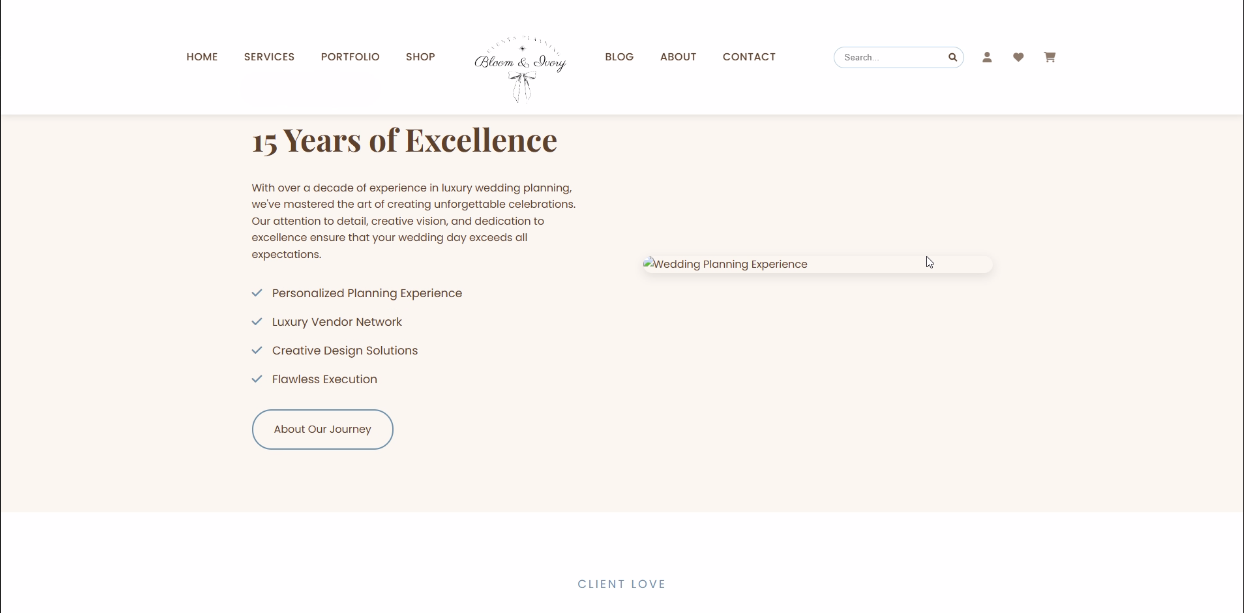 HOME SERVICES PORTFOLIO SHOP Bloom & Ivory BLOG ABOUT CONTACT Search...
15 Years of Excellence
With over a decade of experience in luxury wedding planning,
we've mastered the art of creating unforgettable celebrations.
Our attention to detail, creative vision, and dedication to
excellence ensure that your wedding day exceeds all
expectations.
Wedding Planning Experience
Personalized Planning Experience
Luxury Vendor Network
Creative Design Solutions
Flawless Execution
About Our Journey
CLIENT LOVE